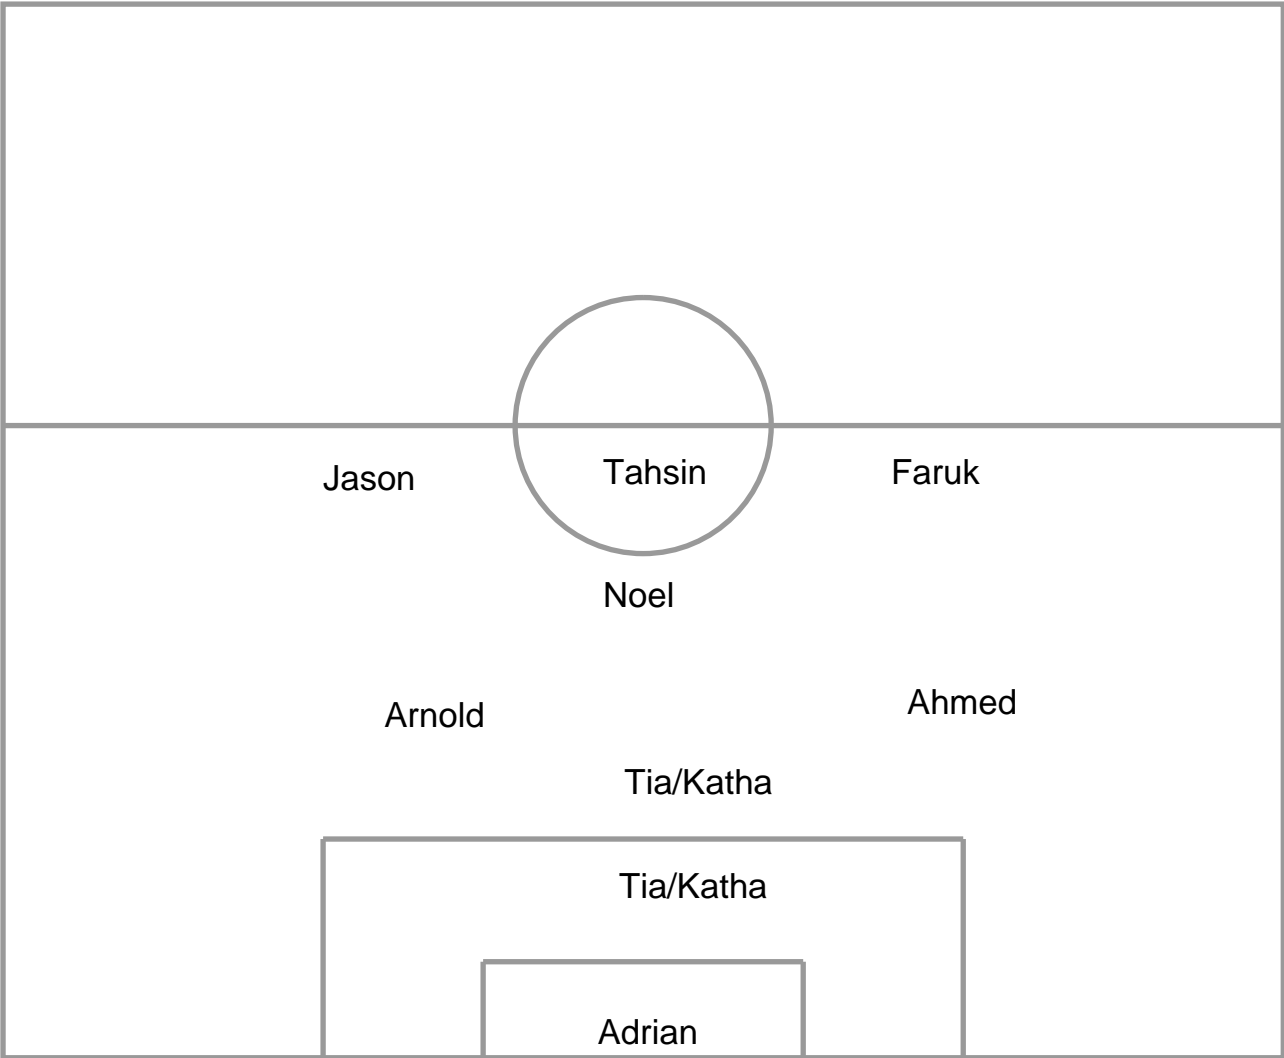 Jason
Tahsin
Faruk
Noel
Arnold
Ahmed
Tia/Katha
Tia/Katha
Adrian